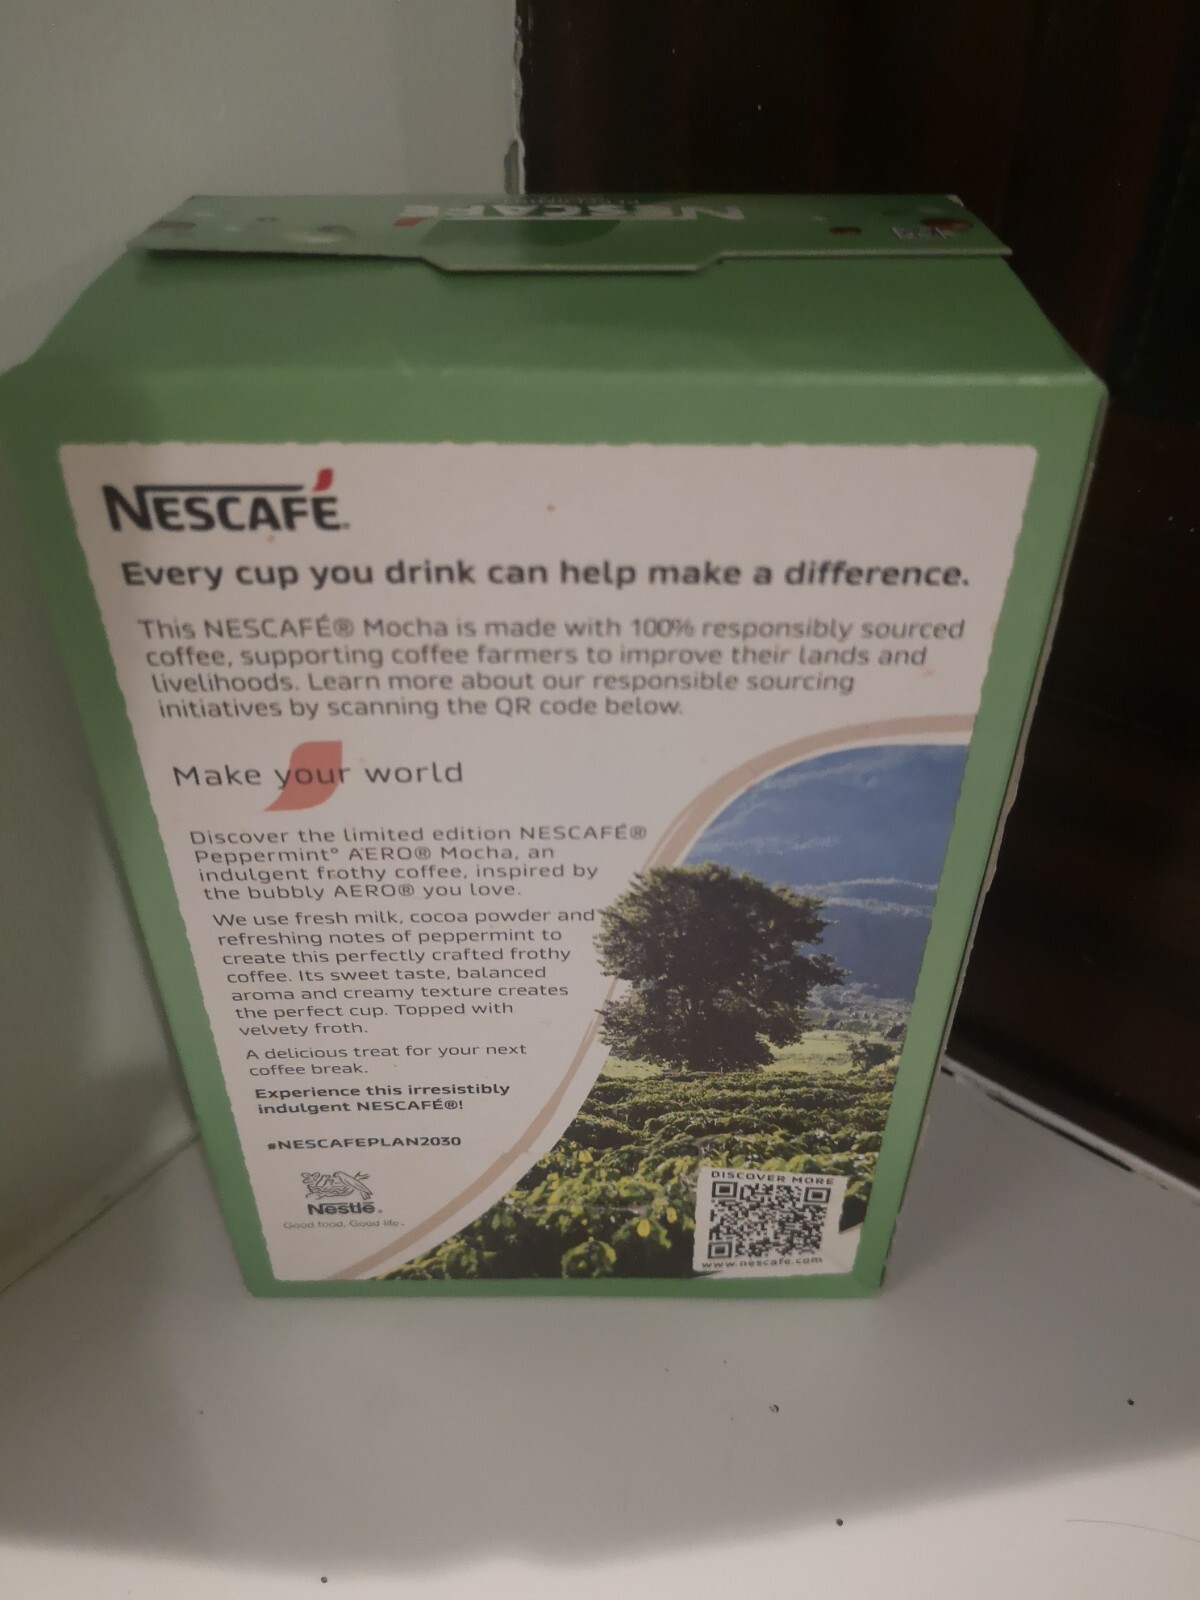 NESCAFÉ
NESCAFÉ®
Every cup you drink can help make a difference.
This NESCAFÉ® Mocha is made with 100% responsibly sourced
coffee, supporting coffee farmers to improve their lands and
livelihoods. Learn more about our responsible sourcing
initiatives by scanning the QR code below.
Make your world
Discover the limited edition NESCAFÉ®
Peppermint° AERO® Mocha, an
indulgent frothy coffee, inspired by
the bubbly AERO® you love.
We use fresh milk, cocoa powder and
refreshing notes of peppermint to
create this perfectly crafted frothy
coffee. Its sweet taste, balanced
aroma and creamy texture creates
the perfect cup. Topped with
velvety froth.
A delicious treat for your next
coffee break.
Experience this irresistibly
indulgent NESCAFÉ®!
#NESCAFEPLAN2030
Nestlé®
Good food, Good life.
DISCOVER MORE
www.nescafe.com